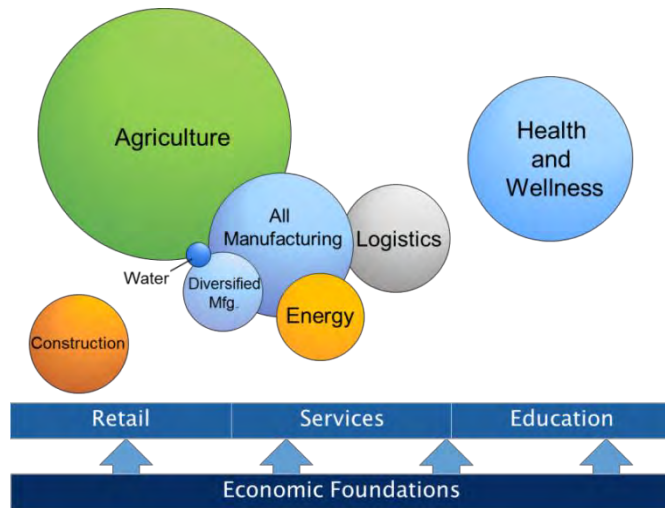 Agriculture
Health
and
Wellness
All
Manufacturing
Logistics
Water
Diversified
Mfg.
Energy
Construction
Retail
Services
Education
Economic Foundations